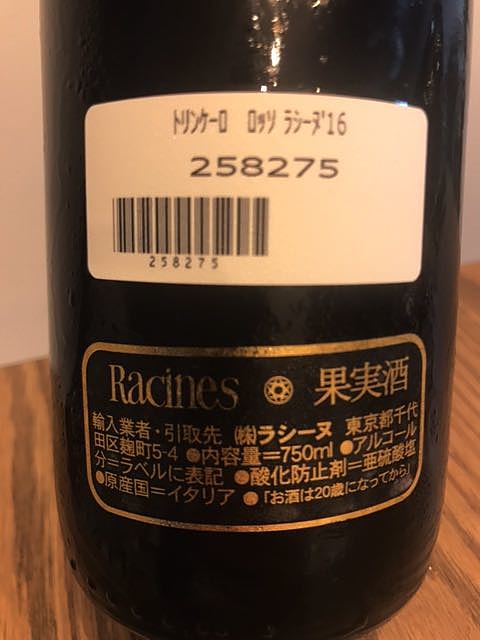 トリンケーロ ロッソ ラシーヌ'16
258275
258275
Racines 果実酒
輸入業者・引取先 ㈱ラシーヌ 東京都千代
田区麹町5-4 ●内容量=750ml ●アルコール
分=ラベルに表記 ●酸化防止剤=亜硫酸塩
●原産国=イタリア ●「お酒は20歳になってから」